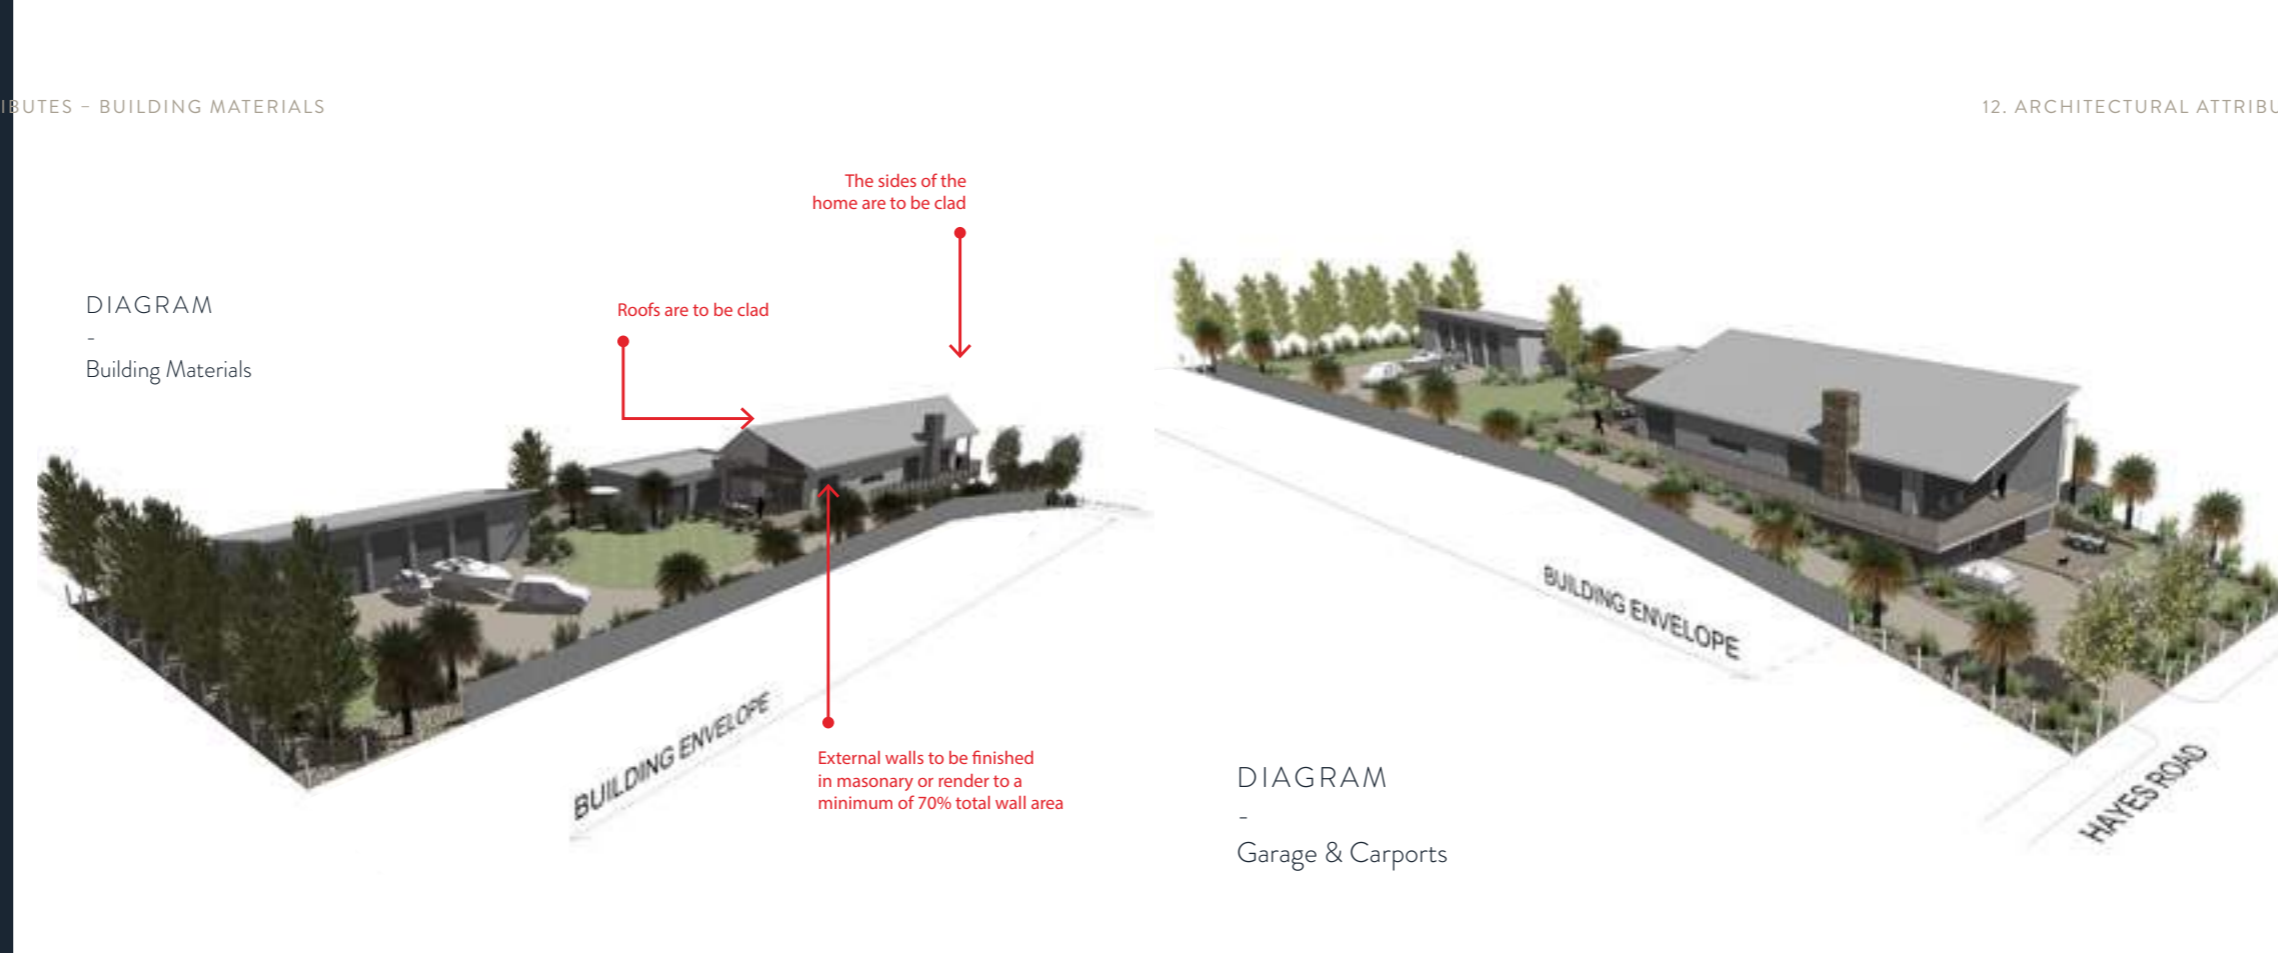 IBUTES – BUILDING MATERIALS
12. ARCHITECTURAL ATTRIBU
The sides of the
home are to be clad
DIAGRAM
-
Building Materials
Roofs are to be clad
BUILDING ENVELOPE
External walls to be finished
in masonary or render to a
minimum of 70% total wall area
BUILDING ENVELOPE
HAYES ROAD
DIAGRAM
-
Garage & Carports